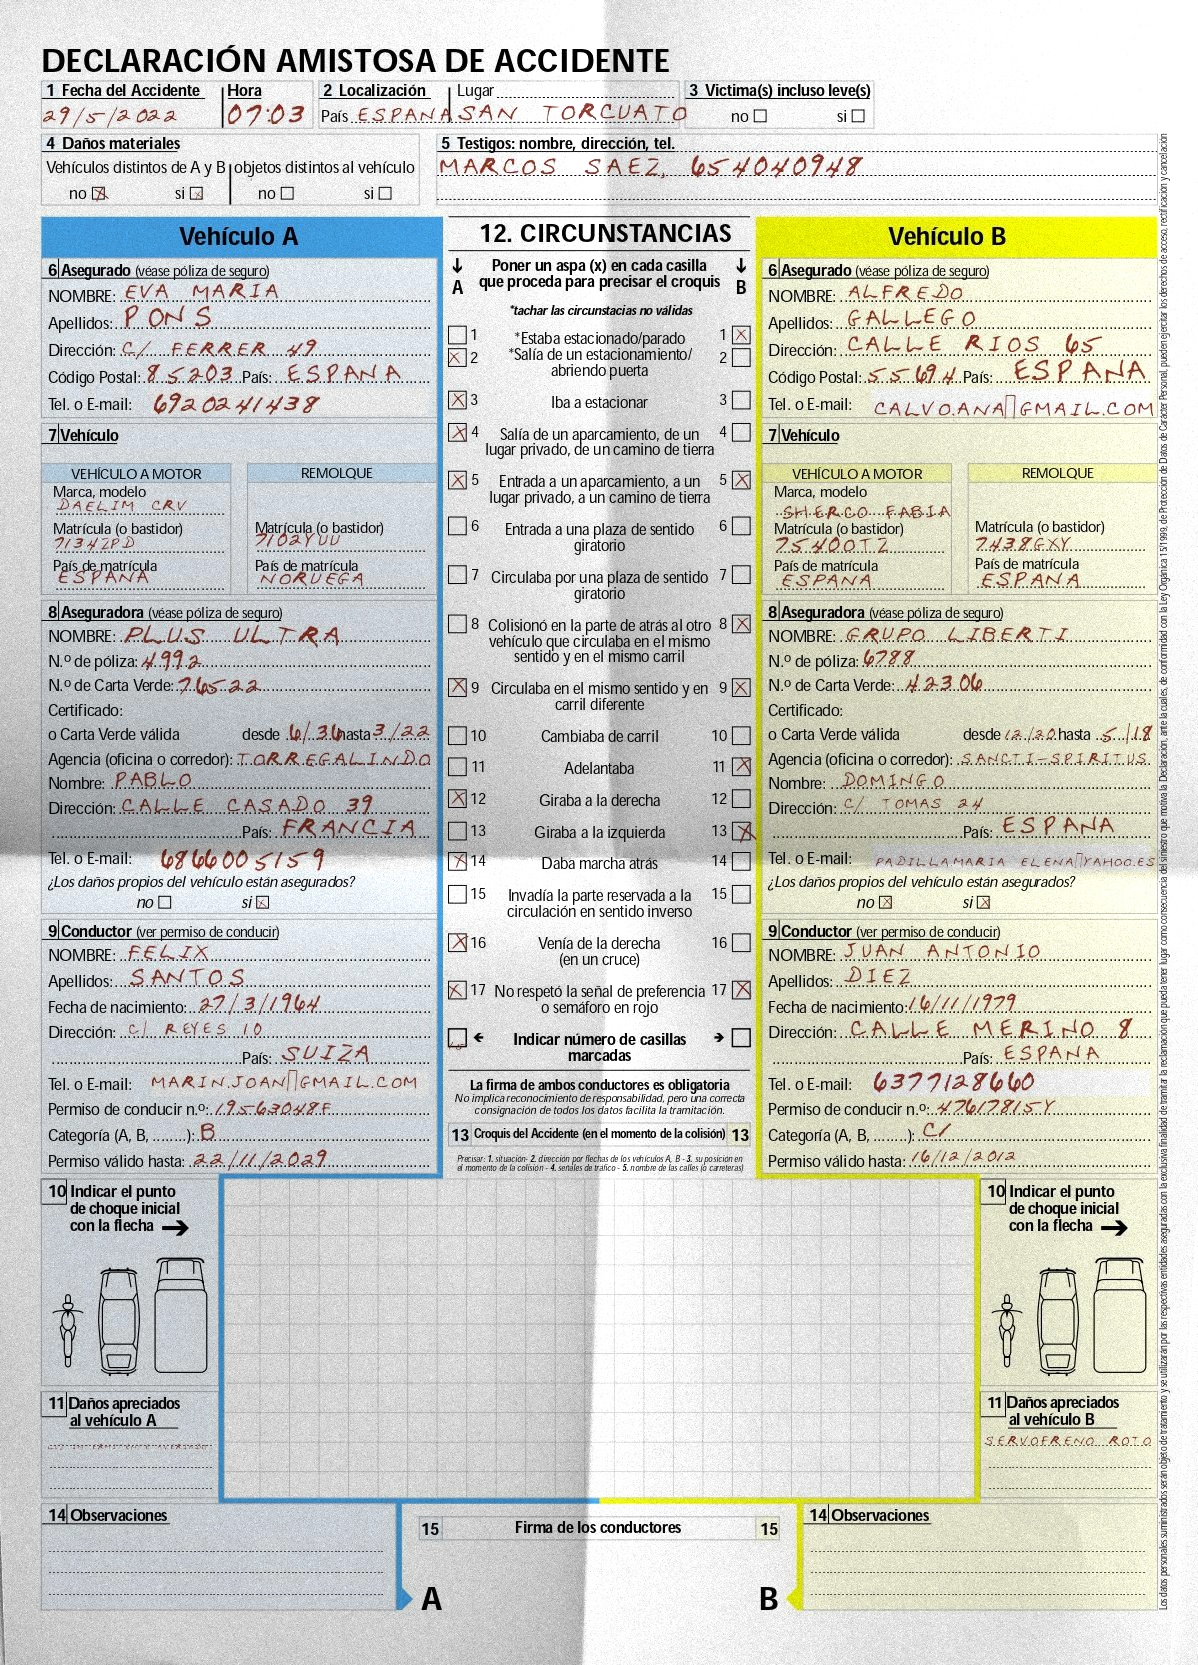 DECLARACIÓN AMISTOSA DE ACCIDENTE
1 Fecha del Accidente Hora 2 Localización Lugar 3 Victima(s) incluso leve(s)
29/5/2022 07:03 País ESPANA SAN TORCUATO no si
4 Daños materiales
Vehículos distintos de A y B objetos distintos al vehículo
no si no si
5 Testigos: nombre, dirección, tel.
MARCOS SAEZ, 654040948
Vehículo A
6 Asegurado (véase póliza de seguro)
NOMBRE: EVA MARIA
Apellidos: PONS
Dirección: C/ FERRER 49
Código Postal: 85203 País: ESPANA
Tel. o E-mail: 6920241438
7 Vehículo
VEHÍCULO A MOTOR REMOLQUE
Marca, modelo
DAELIM CRV
Matrícula (o bastidor) Matrícula (o bastidor)
7134ZPD 7102YUU
País de matrícula País de matrícula
ESPANA NORUEGA
8 Aseguradora (véase póliza de seguro)
NOMBRE: PLUS ULTRA
N.º de póliza: 4992
N.º de Carta Verde: 76522
Certificado:
o Carta Verde válida desde 6/36 hasta 3/22
Agencia (oficina o corredor): TORREGALINDO
Nombre: PABLO
Dirección: CALLE CASADO 39
País: FRANCIA
Tel. o E-mail: 6866005159
¿Los daños propios del vehículo están asegurados?
no si
9 Conductor (ver permiso de conducir)
NOMBRE: FELIX
Apellidos: SANTOS
Fecha de nacimiento: 27/3/1964
Dirección: C/ REYES 10
País: SUIZA
Tel. o E-mail: MARIN.JOAN▯GMAIL.COM
Permiso de conducir n.º: 19563048F
Categoría (A, B, ........): B
Permiso válido hasta: 22/11/2029
12. CIRCUNSTANCIAS
A Poner un aspa (x) en cada casilla que proceda para precisar el croquis B
*tachar las circunstacias no válidas
1 *Estaba estacionado/parado 1
2 *Salía de un estacionamiento/ 2
abriendo puerta
3 Iba a estacionar 3
4 Salía de un aparcamiento, de un 4
lugar privado, de un camino de tierra
5 Entrada a un aparcamiento, a un 5
lugar privado, a un camino de tierra
6 Entrada a una plaza de sentido 6
giratorio
7 Circulaba por una plaza de sentido 7
giratorio
8 Colisionó en la parte de atrás al otro 8
vehículo que circulaba en el mismo
sentido y en el mismo carril
9 Circulaba en el mismo sentido y en 9
carril diferente
10 Cambiaba de carril 10
11 Adelantaba 11
12 Giraba a la derecha 12
13 Giraba a la izquierda 13
14 Daba marcha atrás 14
15 Invadía la parte reservada a la 15
circulación en sentido inverso
16 Venía de la derecha 16
(en un cruce)
17 No respetó la señal de preferencia 17
o semáforo en rojo
Indicar número de casillas
marcadas
La firma de ambos conductores es obligatoria
No implica reconocimiento de responsabilidad, pero una correcta
consignación de todos los datos facilita la tramitación.
13 Croquis del Accidente (en el momento de la colisión) 13
Precisar: 1. situación- 2. dirección por flechas de los vehículos A, B - 3. su posición en
el momento de la colisión - 4. señales de tráfico - 5. nombre de las calles (o carreteras)
Vehículo B
6 Asegurado (véase póliza de seguro)
NOMBRE: ALFREDO
Apellidos: GALLEGO
Dirección: CALLE RIOS 65
Código Postal: 55694 País: ESPANA
Tel. o E-mail: CALVO.ANA▯GMAIL.COM
7 Vehículo
VEHÍCULO A MOTOR REMOLQUE
Marca, modelo
SHERCO FABIA
Matrícula (o bastidor) Matrícula (o bastidor)
7540OTZ 7438GXY
País de matrícula País de matrícula
ESPANA ESPANA
8 Aseguradora (véase póliza de seguro)
NOMBRE: GRUPO LIBERTI
N.º de póliza: 6788
N.º de Carta Verde: 42306
Certificado:
o Carta Verde válida desde 12/20 hasta 5/18
Agencia (oficina o corredor): SANCTI-SPIRITUS
Nombre: DOMINGO
Dirección: C/ TOMAS 24
País: ESPANA
Tel. o E-mail: PADILLAMARIA ELENA▯YAHOO.ES
¿Los daños propios del vehículo están asegurados?
no si
9 Conductor (ver permiso de conducir)
NOMBRE: JUAN ANTONIO
Apellidos: DIEZ
Fecha de nacimiento: 16/11/1979
Dirección: CALLE MERINO 8
País: ESPANA
Tel. o E-mail: 6377128660
Permiso de conducir n.º: 47617815Y
Categoría (A, B, ........): C1
Permiso válido hasta: 16/12/2012
10 Indicar el punto
de choque inicial
con la flecha
11 Daños apreciados
al vehículo A
10 Indicar el punto
de choque inicial
con la flecha
11 Daños apreciados
al vehículo B
SERVOFRENO ROTO
14 Observaciones
15 Firma de los conductores 15
A B
14 Observaciones
Los datos personales suministrados serán objeto de tratamiento y se utilizarán por las respectivas entidades aseguradas con la exclusiva finalidad de tramitar la reclamación que pueda tener lugar como consecuencia del siniestro que motiva la Declaración, ante la cuales, de conformidad con la Ley Orgánica 15/1999, de Protección de Datos de Carácter Personal, pueden ejercitar los derechos de acceso, rectificación y cancelación